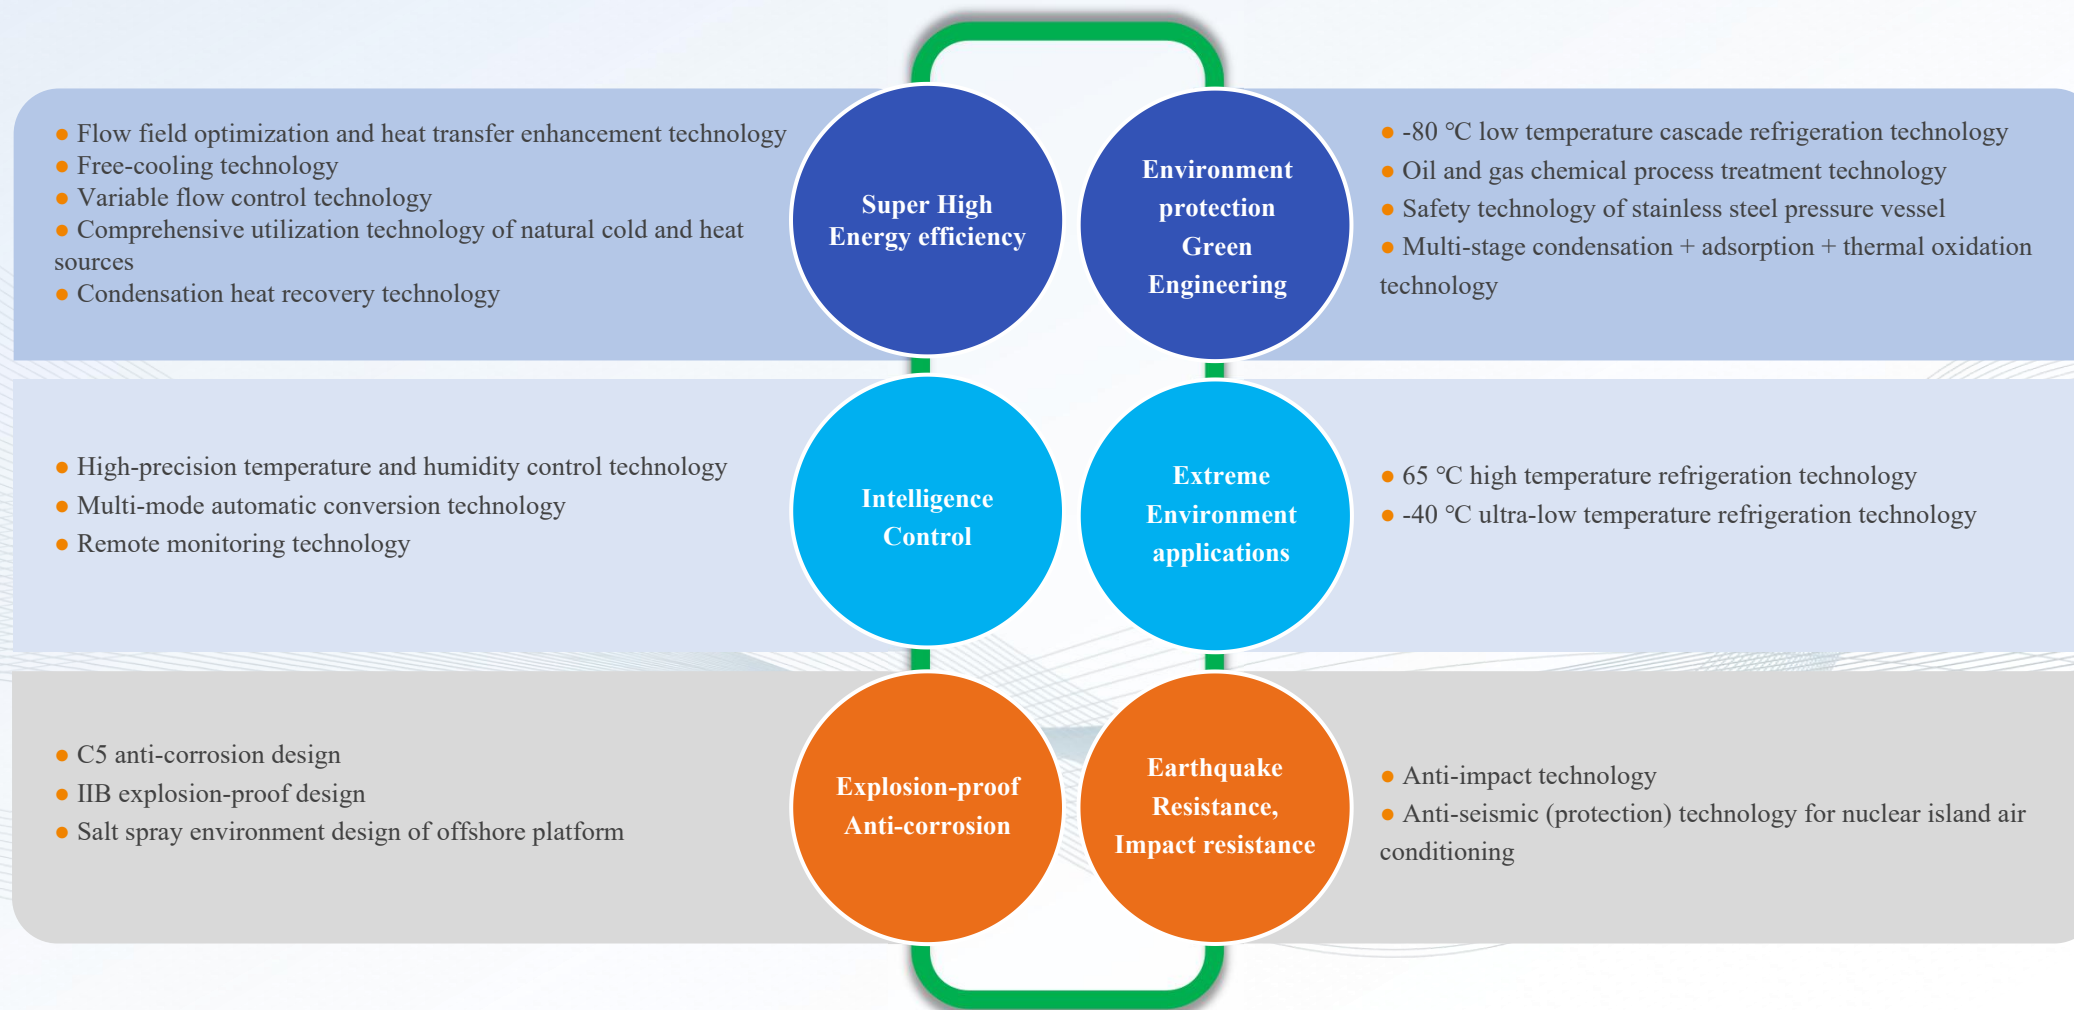 ● Flow field optimization and heat transfer enhancement technology
● Free-cooling technology
● Variable flow control technology
● Comprehensive utilization technology of natural cold and heat
sources
● Condensation heat recovery technology
Super High
Energy efficiency
Environment
protection
Green
Engineering
● -80 ℃ low temperature cascade refrigeration technology
● Oil and gas chemical process treatment technology
● Safety technology of stainless steel pressure vessel
● Multi-stage condensation + adsorption + thermal oxidation
technology
● High-precision temperature and humidity control technology
● Multi-mode automatic conversion technology
● Remote monitoring technology
Intelligence
Control
Extreme
Environment
applications
● 65 ℃ high temperature refrigeration technology
● -40 ℃ ultra-low temperature refrigeration technology
● C5 anti-corrosion design
● IIB explosion-proof design
● Salt spray environment design of offshore platform
Explosion-proof
Anti-corrosion
Earthquake
Resistance,
Impact resistance
● Anti-impact technology
● Anti-seismic (protection) technology for nuclear island air
conditioning